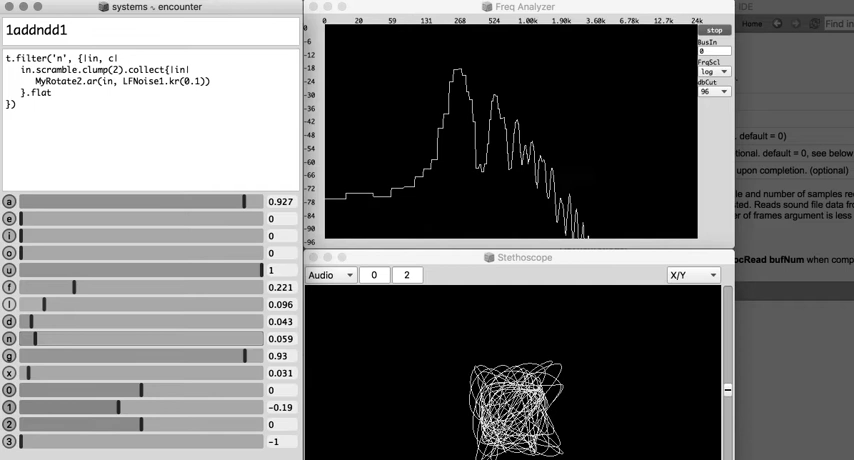 systems ∿ encounter
1addndd1
t.filter('n', {|in, c|
in.scramble.clump(2).collect{|in|
MyRotate2.ar(in, LFNoise1.kr(0.1))
}.flat
})
a 0.927
e 0
i 0
o 0
u 1
f 0.221
l 0.096
d 0.043
n 0.059
g 0.93
x 0.031
0 0
1 -0.19
2 0
3 -1
Freq Analyzer
0 20 59 131 268 524 1.00k 1.90k 3.60k 6.78k 12.7k 24k
0
-6
-12
-18
-24
-30
-36
-42
-48
-54
-60
-66
-72
-78
-84
-90
-96
stop
BusIn
0
FrqScl
log
dbCut
96
Stethoscope
Audio 0 2 X/Y
IDE
Home Find in
, default = 0)
tional. default = 0, see below
upon completion. (optional)
le and number of samples re
sted. Reads sound file data fro
er of frames argument is less
ocRead bufNum when comp